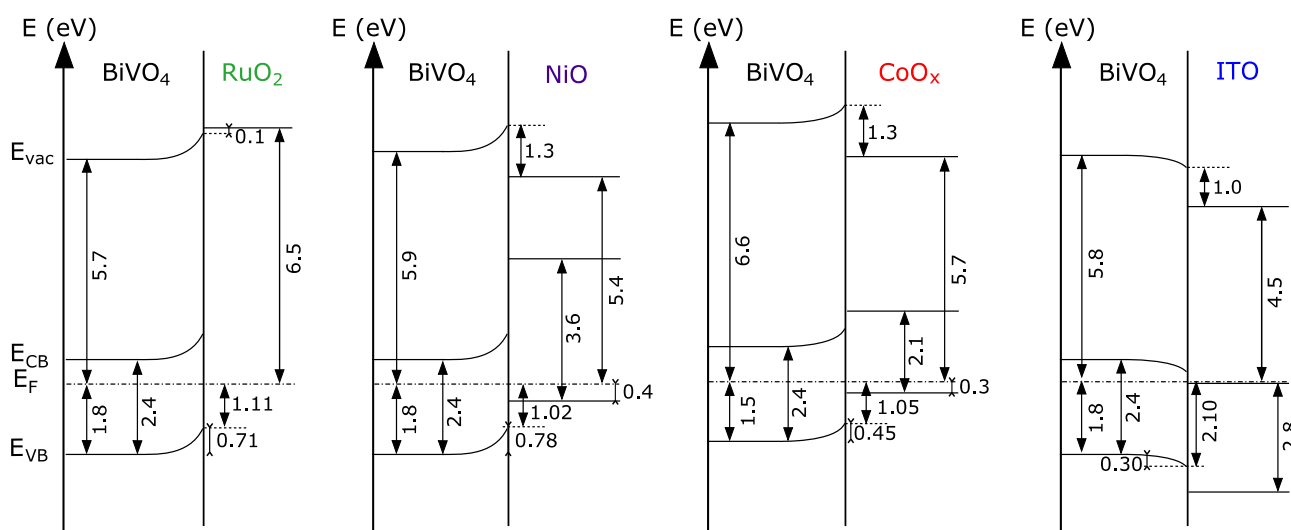 E (eV)
BiVO4
RuO2
0.1
Evac
5.7
6.5
ECB
EF
1.8
2.4
1.11
EVB
0.71
E (eV)
BiVO4
NiO
1.3
5.9
5.4
3.6
0.4
1.8
2.4
1.02
0.78
E (eV)
BiVO4
CoOx
1.3
6.6
5.7
2.1
0.3
1.5
2.4
1.05
0.45
E (eV)
BiVO4
ITO
1.0
5.8
4.5
1.8
2.4
2.10
2.8
0.30